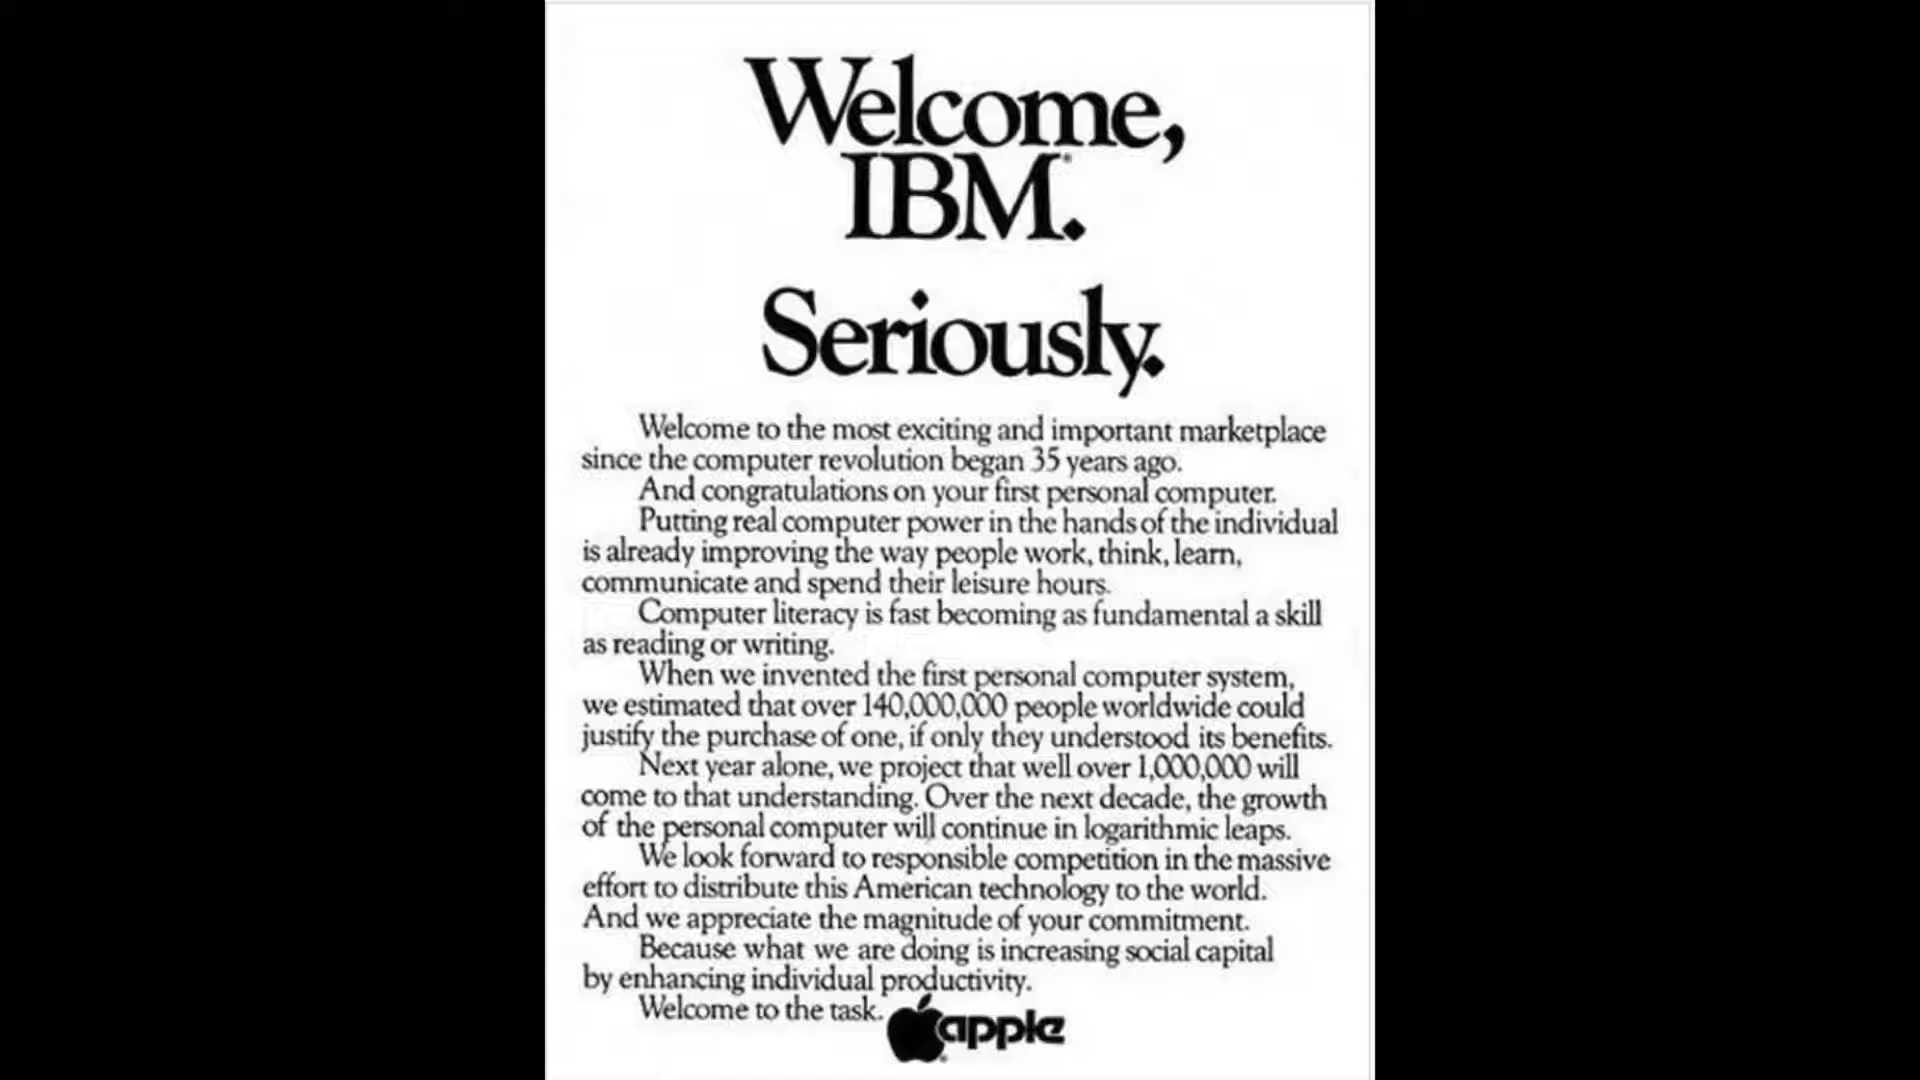 Welcome,
IBM®.
Seriously.
Welcome to the most exciting and important marketplace
since the computer revolution began 35 years ago.
And congratulations on your first personal computer.
Putting real computer power in the hands of the individual
is already improving the way people work, think, learn,
communicate and spend their leisure hours.
Computer literacy is fast becoming as fundamental a skill
as reading or writing.
When we invented the first personal computer system,
we estimated that over 140,000,000 people worldwide could
justify the purchase of one, if only they understood its benefits.
Next year alone, we project that well over 1,000,000 will
come to that understanding. Over the next decade, the growth
of the personal computer will continue in logarithmic leaps.
We look forward to responsible competition in the massive
effort to distribute this American technology to the world.
And we appreciate the magnitude of your commitment.
Because what we are doing is increasing social capital
by enhancing individual productivity.
Welcome to the task.
apple